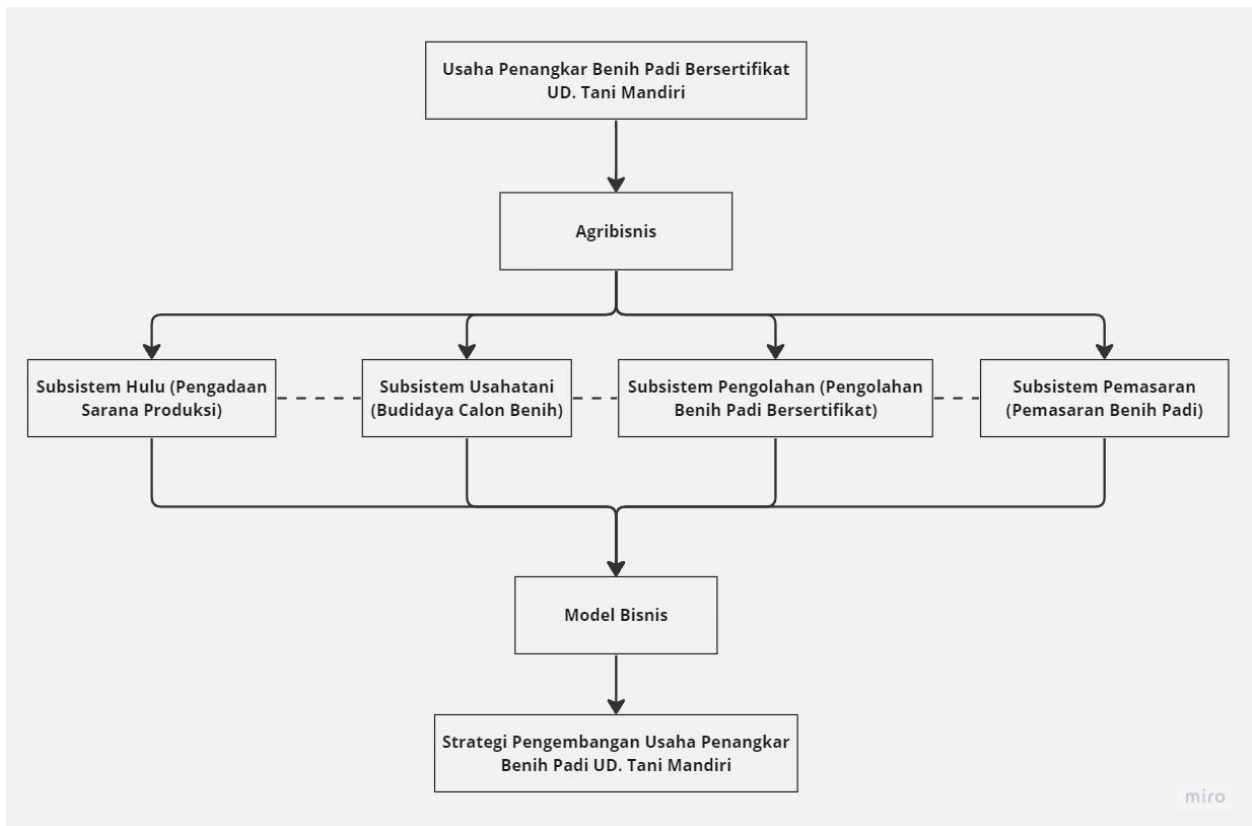 Usaha Penangkar Benih Padi Bersertifikat
UD. Tani Mandiri
Agribisnis
Subsistem Hulu (Pengadaan
Sarana Produksi)
Subsistem Usahatani
(Budidaya Calon Benih)
Subsistem Pengolahan (Pengolahan
Benih Padi Bersertifikat)
Subsistem Pemasaran
(Pemasaran Benih Padi)
Model Bisnis
Strategi Pengembangan Usaha Penangkar
Benih Padi UD. Tani Mandiri
miro